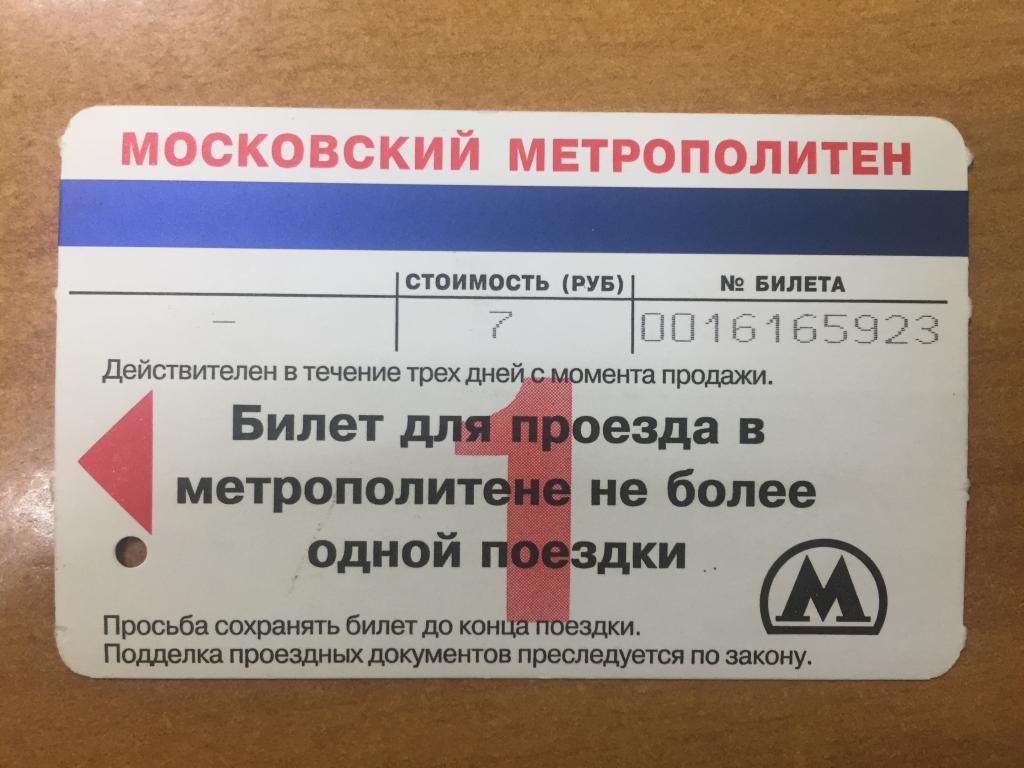 МОСКОВСКИЙ МЕТРОПОЛИТЕН
СТОИМОСТЬ (РУБ) № БИЛЕТА
– 7 0016165923
Действителен в течение трех дней с момента продажи.
1
Билет для проезда в
метрополитене не более
одной поездки
М
Просьба сохранять билет до конца поездки.
Подделка проездных документов преследуется по закону.